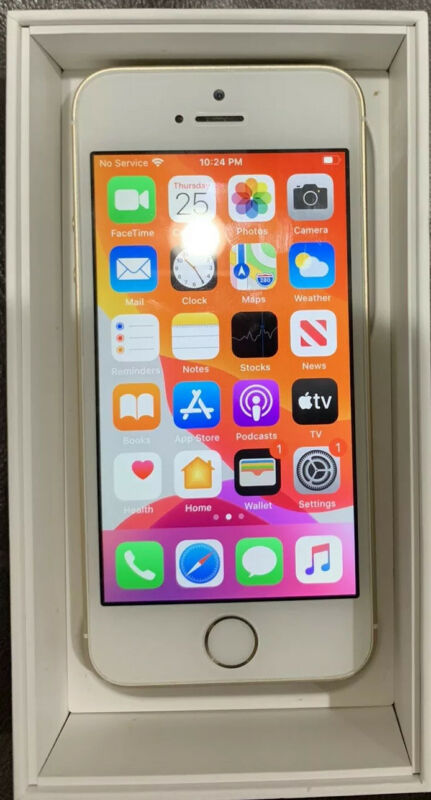 No Service 10:24 PM
Thursday
25
280
tv
1
1
FaceTime
Photos Camera
Mail Clock Maps Weather
Reminders Notes Stocks News
Books App Store Podcasts TV
Health Home Wallet Settings